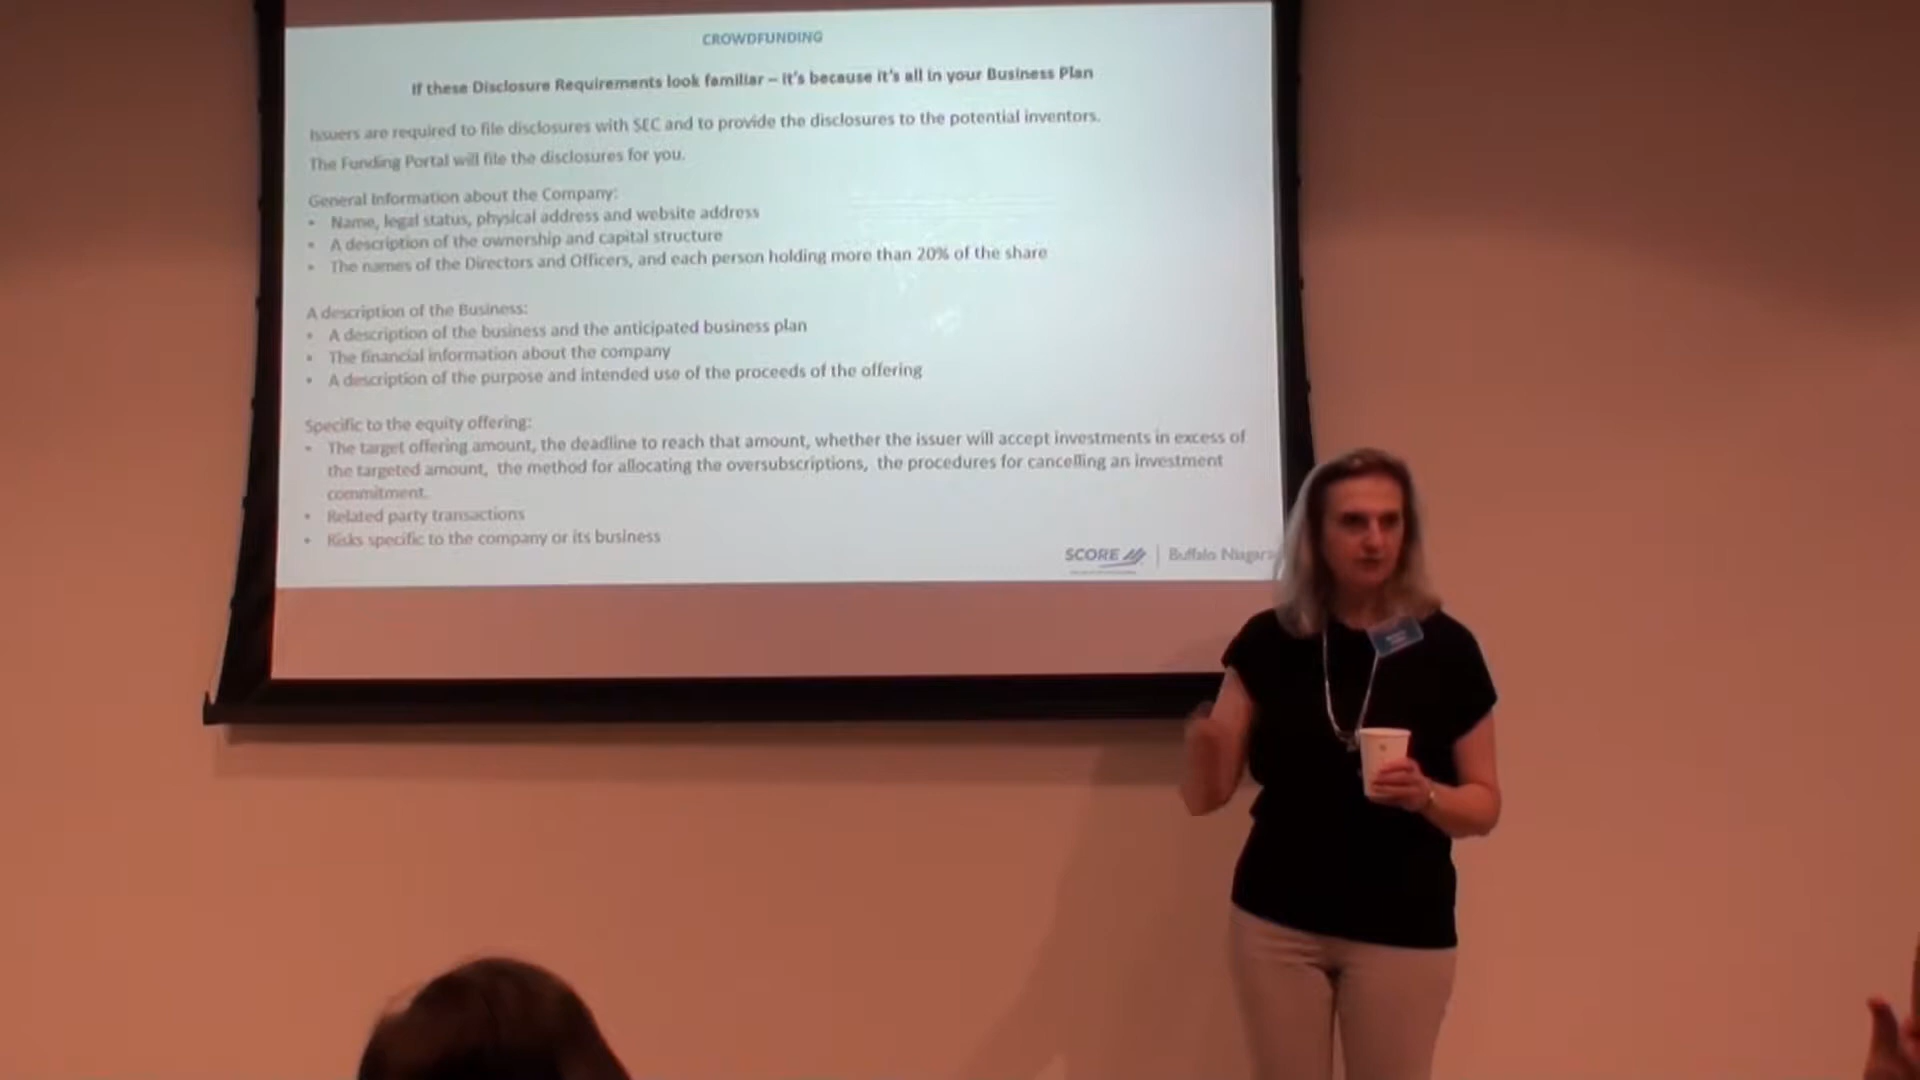 CROWDFUNDING
If these Disclosure Requirements look familiar – it's because it's all in your Business Plan
Issuers are required to file disclosures with SEC and to provide the disclosures to the potential inventors.
The Funding Portal will file the disclosures for you.
General Information about the Company:
• Name, legal status, physical address and website address
• A description of the ownership and capital structure
• The names of the Directors and Officers, and each person holding more than 20% of the share
A description of the Business:
• A description of the business and the anticipated business plan
• The financial information about the company
• A description of the purpose and intended use of the proceeds of the offering
Specific to the equity offering:
• The target offering amount, the deadline to reach that amount, whether the issuer will accept investments in excess of
the targeted amount, the method for allocating the oversubscriptions, the procedures for cancelling an investment
commitment.
• Related party transactions
• Risks specific to the company or its business
SCORE | Buffalo Niagara